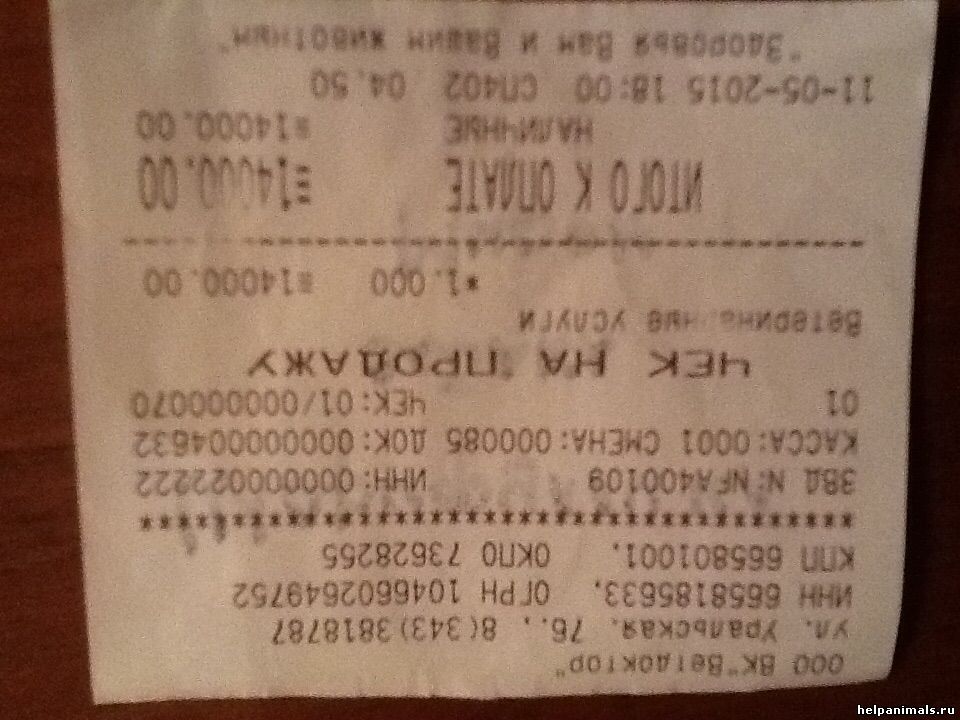 ООО ВК"Ветдоктор"
ул. Уральская. 76., 8(343)3818787
ИНН 6658185633. ОГРН 1046602649752
КПП 665801001. ОКПО 73628255
************************************
ЗВД N:NFA400109 ИНН:000000022222
КАССА:0001 СМЕНА:000085 ДОК:00000004632
01 ЧЕК:01/000000070
ЧЕК НА ПРОДАЖУ
Ветеринарные услуги
*1.000 ≡14000.00
------------------------------------
ИТОГО К ОПЛАТЕ ≡14000.00
НАЛИЧНЫЕ ≡14000.00
11-05-2015 18:00 СП402 04.50
"Здоровья Вам и Вашим животным"
helpanimals.ru